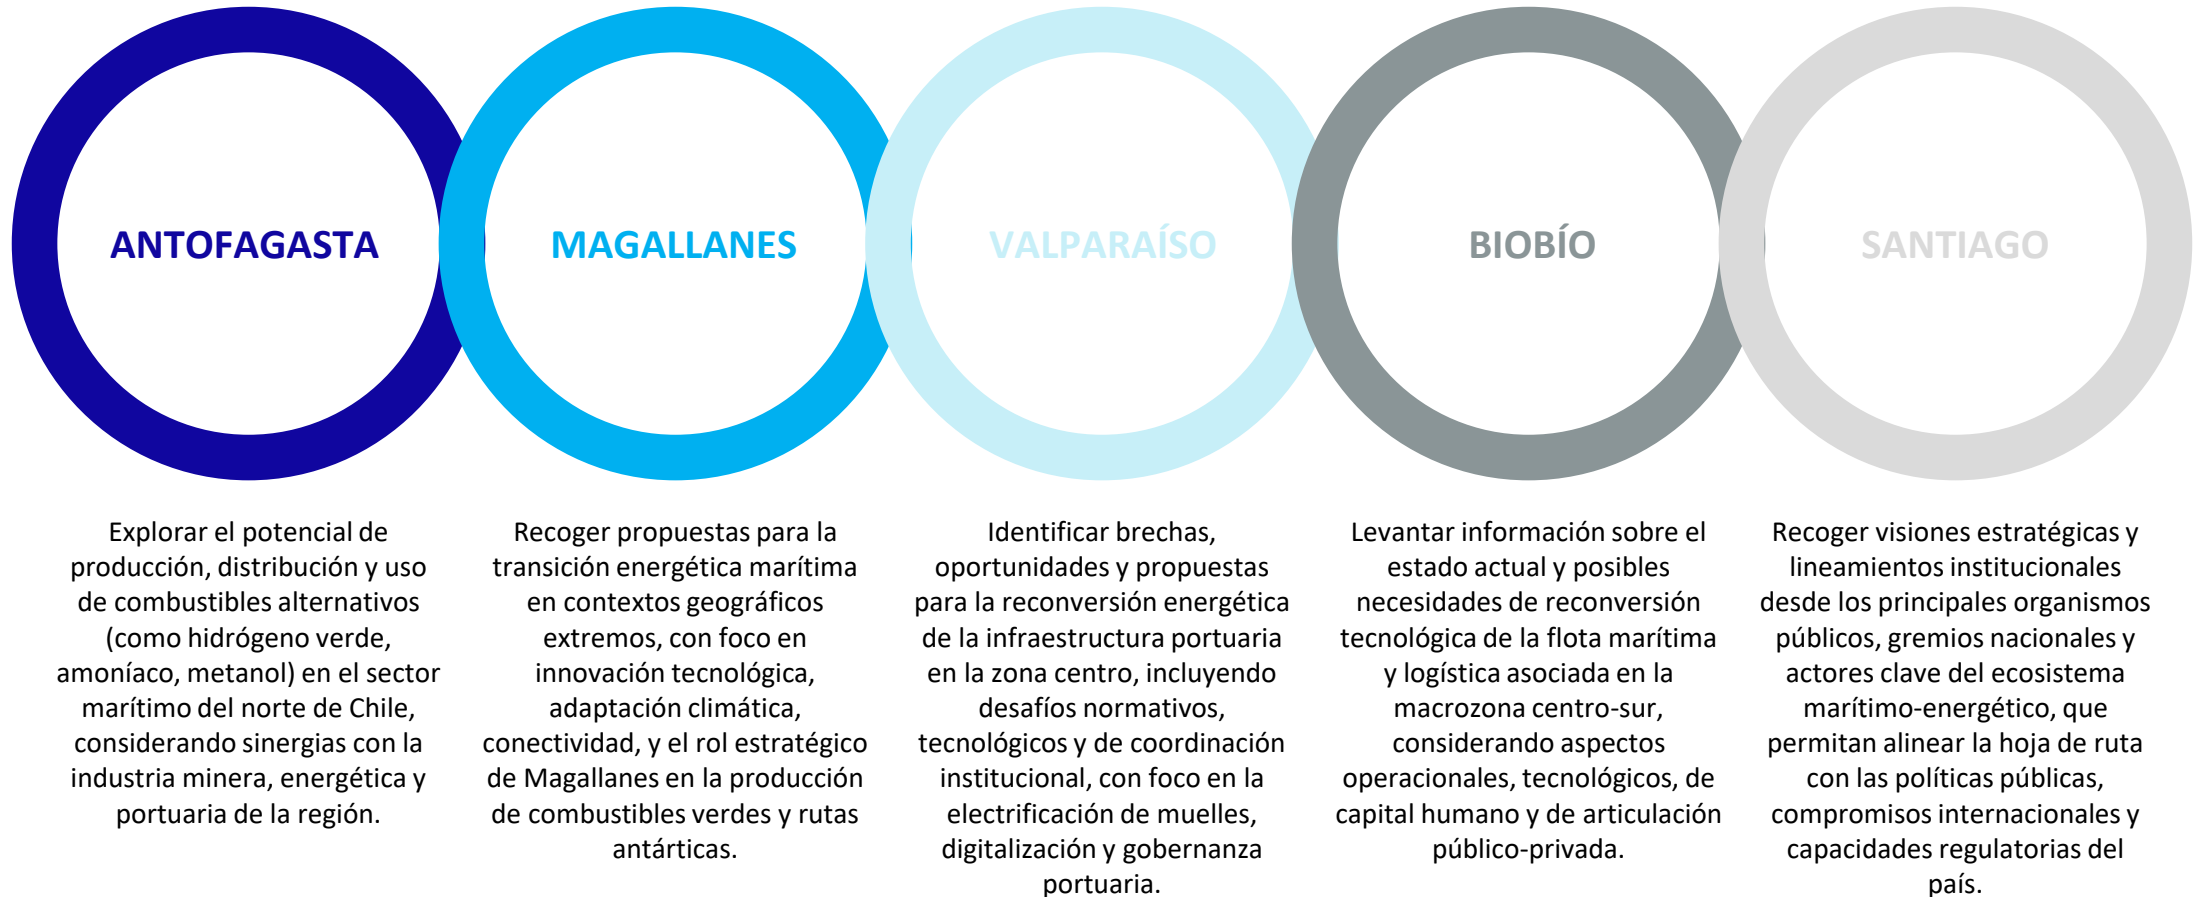 ANTOFAGASTA
MAGALLANES
VALPARAÍSO
BIOBÍO
SANTIAGO
Explorar el potencial de
producción, distribución y uso
de combustibles alternativos
(como hidrógeno verde,
amoníaco, metanol) en el sector
marítimo del norte de Chile,
considerando sinergias con la
industria minera, energética y
portuaria de la región.
Recoger propuestas para la
transición energética marítima
en contextos geográficos
extremos, con foco en
innovación tecnológica,
adaptación climática,
conectividad, y el rol estratégico
de Magallanes en la producción
de combustibles verdes y rutas
antárticas.
Identificar brechas,
oportunidades y propuestas
para la reconversión energética
de la infraestructura portuaria
en la zona centro, incluyendo
desafíos normativos,
tecnológicos y de coordinación
institucional, con foco en la
electrificación de muelles,
digitalización y gobernanza
portuaria.
Levantar información sobre el
estado actual y posibles
necesidades de reconversión
tecnológica de la flota marítima
y logística asociada en la
macrozona centro-sur,
considerando aspectos
operacionales, tecnológicos, de
capital humano y de articulación
público-privada.
Recoger visiones estratégicas y
lineamientos institucionales
desde los principales organismos
públicos, gremios nacionales y
actores clave del ecosistema
marítimo-energético, que
permitan alinear la hoja de ruta
con las políticas públicas,
compromisos internacionales y
capacidades regulatorias del
país.